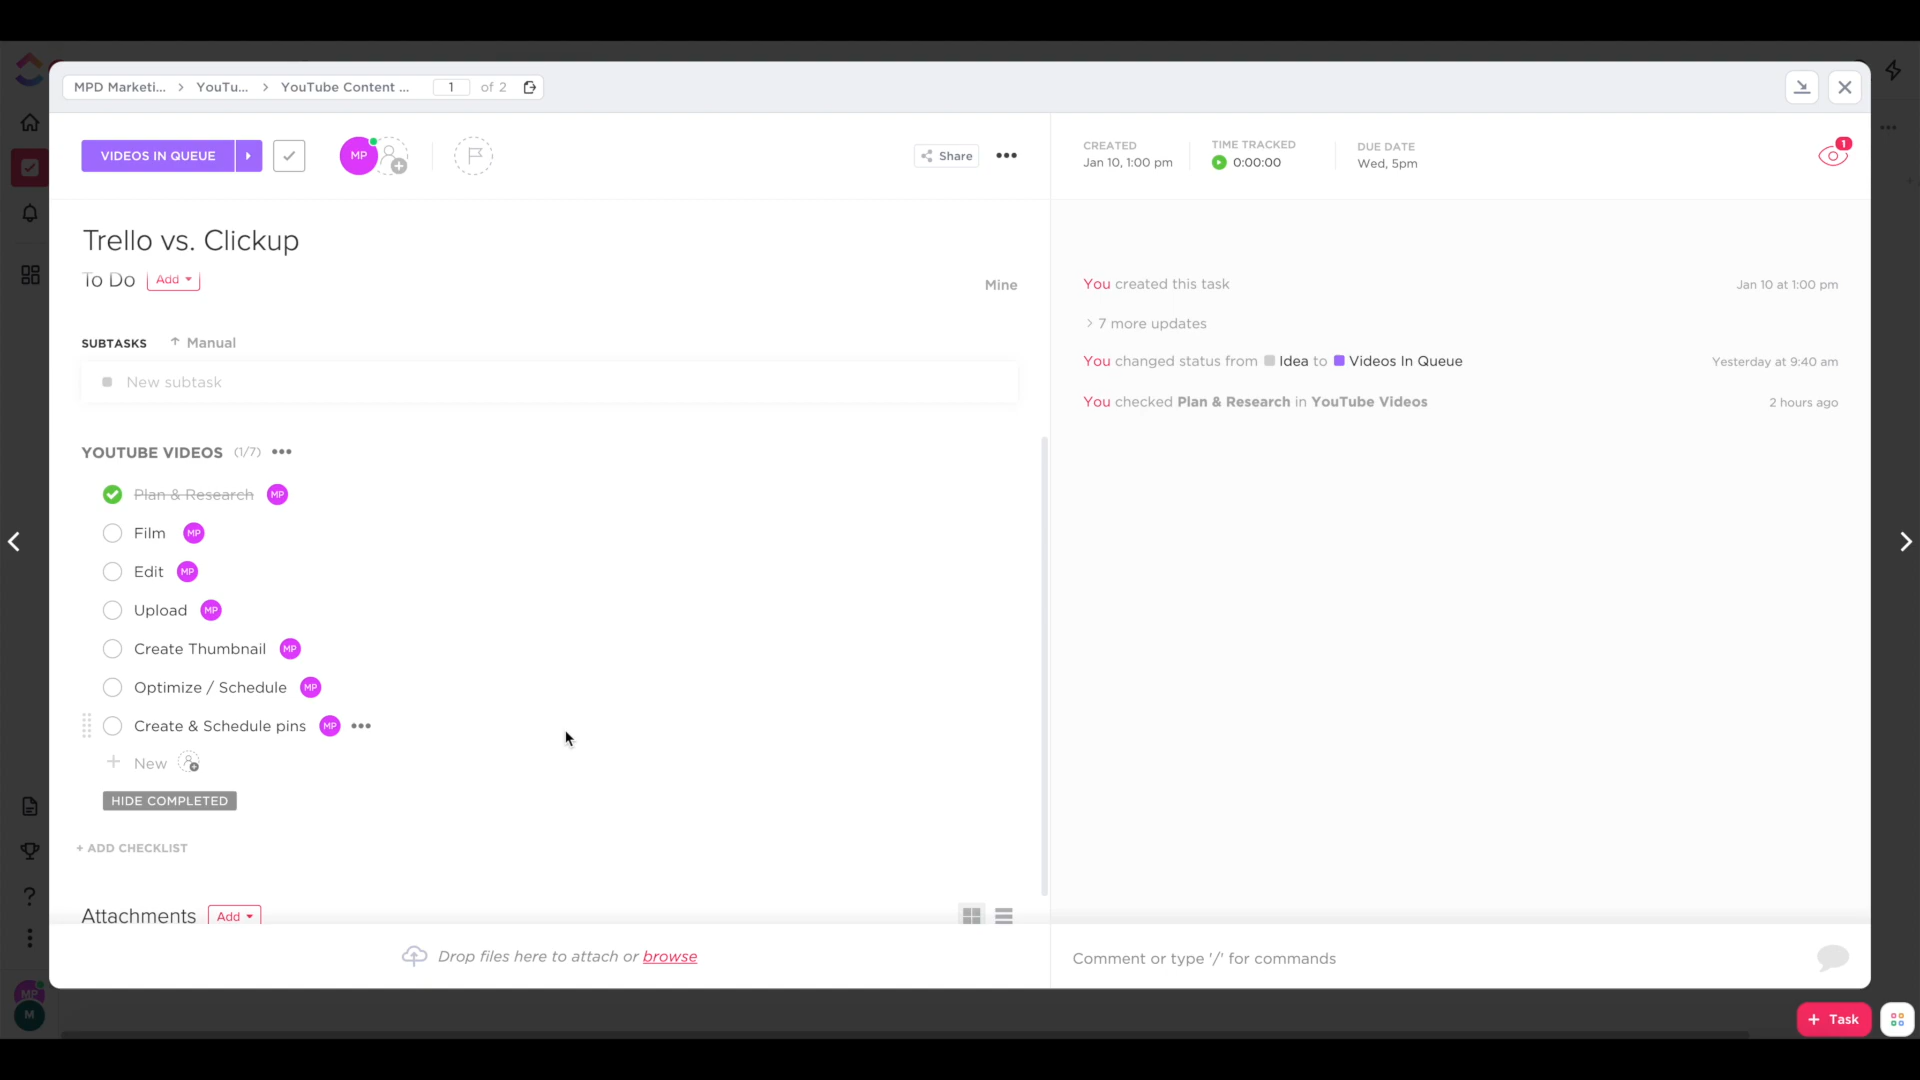 MPD Marketi... > YouTu... > YouTube Content ... 1 of 2
VIDEOS IN QUEUE
MP
Share
CREATED
Jan 10, 1:00 pm
TIME TRACKED
0:00:00
DUE DATE
Wed, 5pm
1
Trello vs. Clickup
To Do Add
Mine
SUBTASKS Manual
New subtask
YOUTUBE VIDEOS (1/7)
Plan & Research MP
Film MP
Edit MP
Upload MP
Create Thumbnail MP
Optimize / Schedule MP
Create & Schedule pins MP
+ New
HIDE COMPLETED
+ ADD CHECKLIST
Attachments Add
Drop files here to attach or browse
You created this task Jan 10 at 1:00 pm
> 7 more updates
You changed status from Idea to Videos In Queue Yesterday at 9:40 am
You checked Plan & Research in YouTube Videos 2 hours ago
Comment or type '/' for commands
MP
M
+ Task